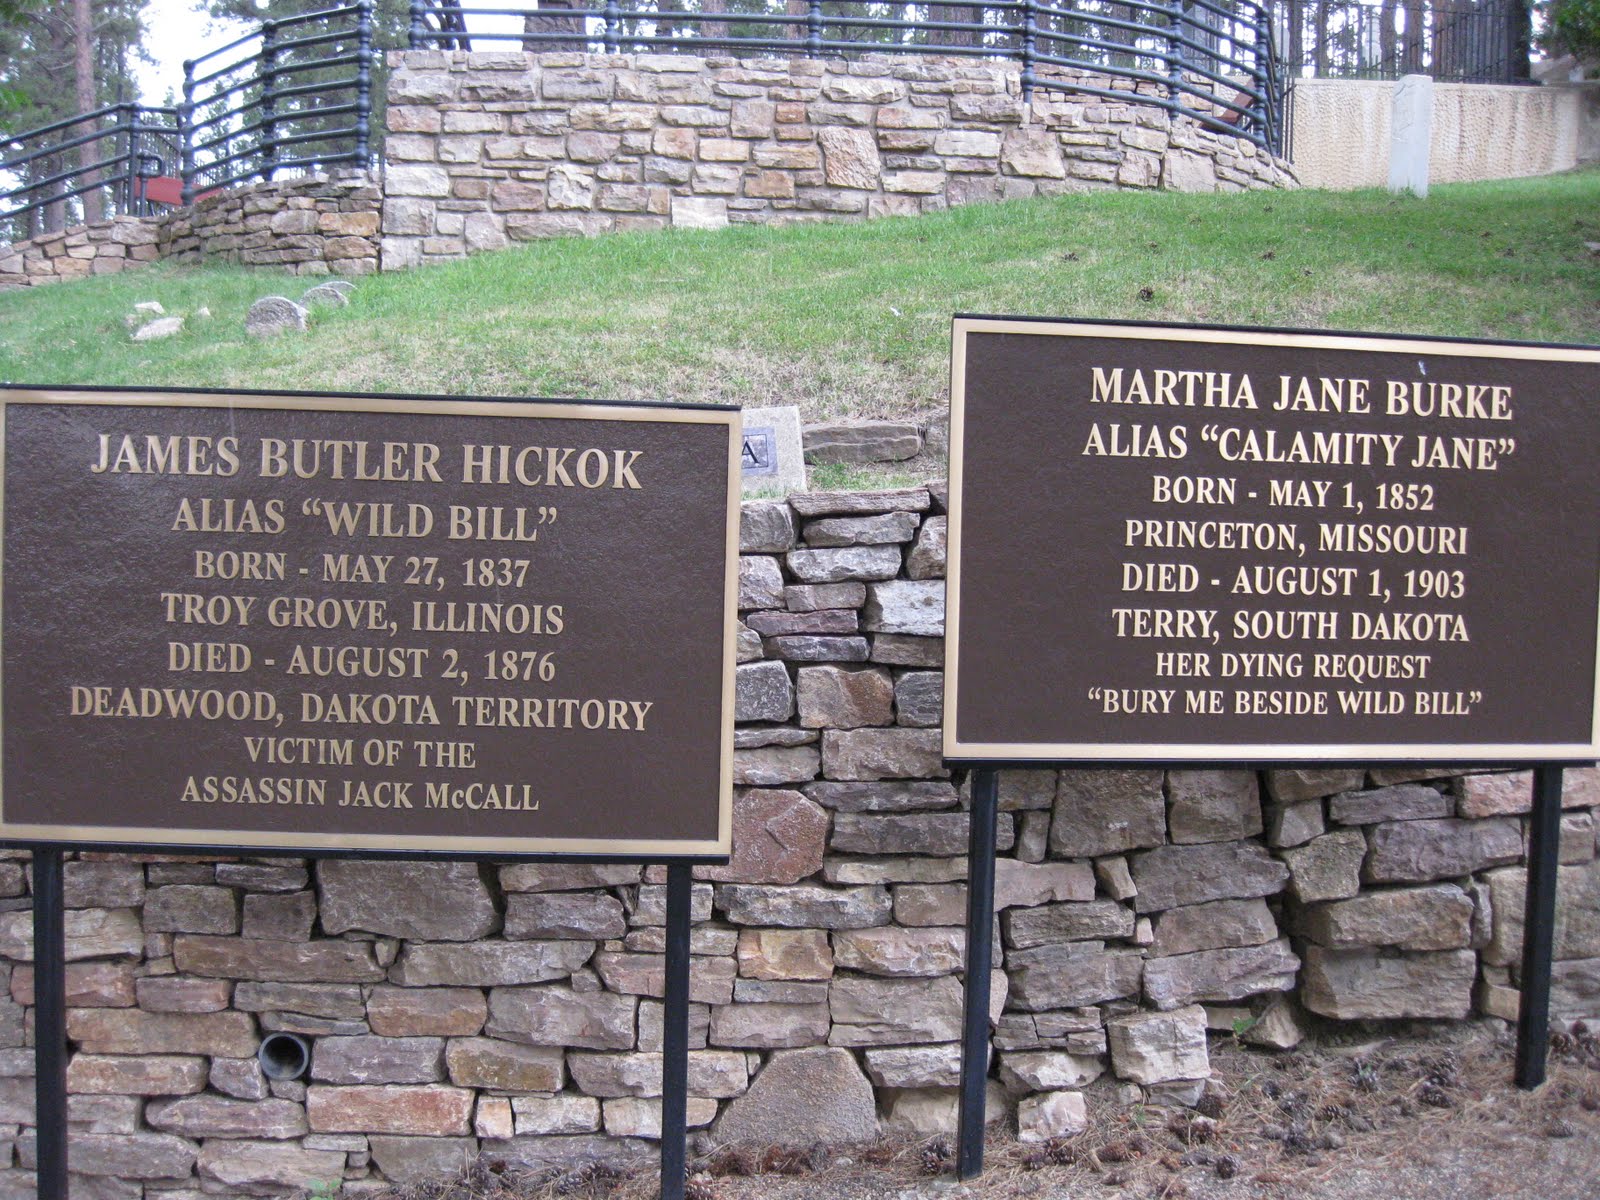 JAMES BUTLER HICKOK
ALIAS "WILD BILL"
BORN - MAY 27, 1837
TROY GROVE, ILLINOIS
DIED - AUGUST 2, 1876
DEADWOOD, DAKOTA TERRITORY
VICTIM OF THE
ASSASSIN JACK McCALL
A
MARTHA JANE BURKE
ALIAS "CALAMITY JANE"
BORN - MAY 1, 1852
PRINCETON, MISSOURI
DIED - AUGUST 1, 1903
TERRY, SOUTH DAKOTA
HER DYING REQUEST
"BURY ME BESIDE WILD BILL"